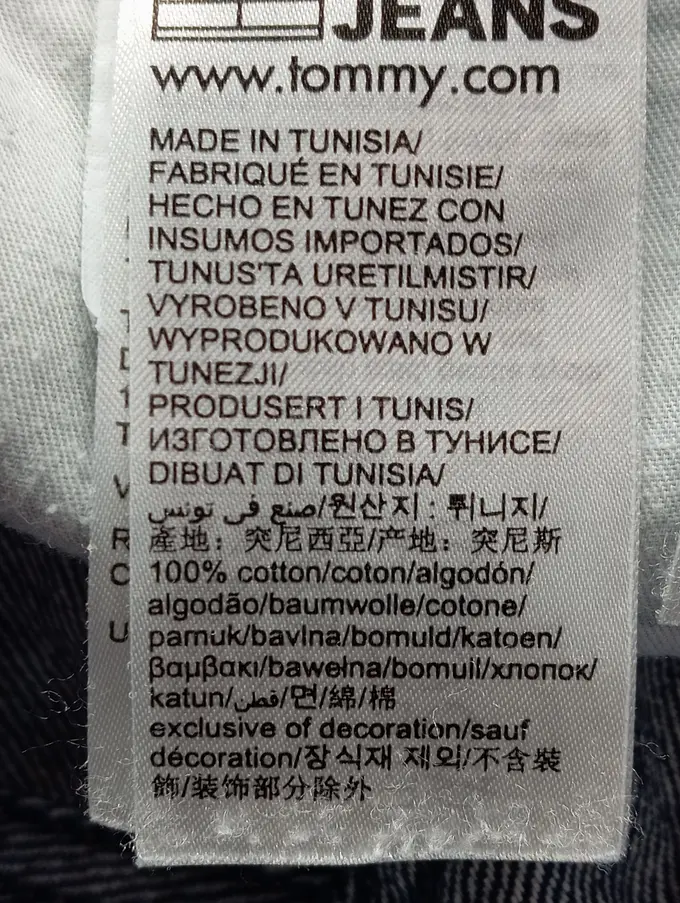 JEANS
www.tommy.com
MADE IN TUNISIA/
FABRIQUÉ EN TUNISIE/
HECHO EN TUNEZ CON
INSUMOS IMPORTADOS/
TUNUS'TA URETILMISTIR/
VYROBENO V TUNISU/
WYPRODUKOWANO W
TUNEZJI/
PRODUSERT I TUNIS/
ИЗГОТОВЛЕНО В ТУНИСЕ/
DIBUAT DI TUNISIA/
صنع في تونس/원산지 : 튀니지/
產地：突尼西亞/产地：突尼斯
100% cotton/coton/algodón/
algodão/baumwolle/cotone/
pamuk/bavlna/bomuld/katoen/
βαμβακι/bawełna/bomull/хлопок/
katun/قطن/면/綿/棉
exclusive of decoration/sauf
décoration/장식재 제외/不含裝
飾/装饰部分除外